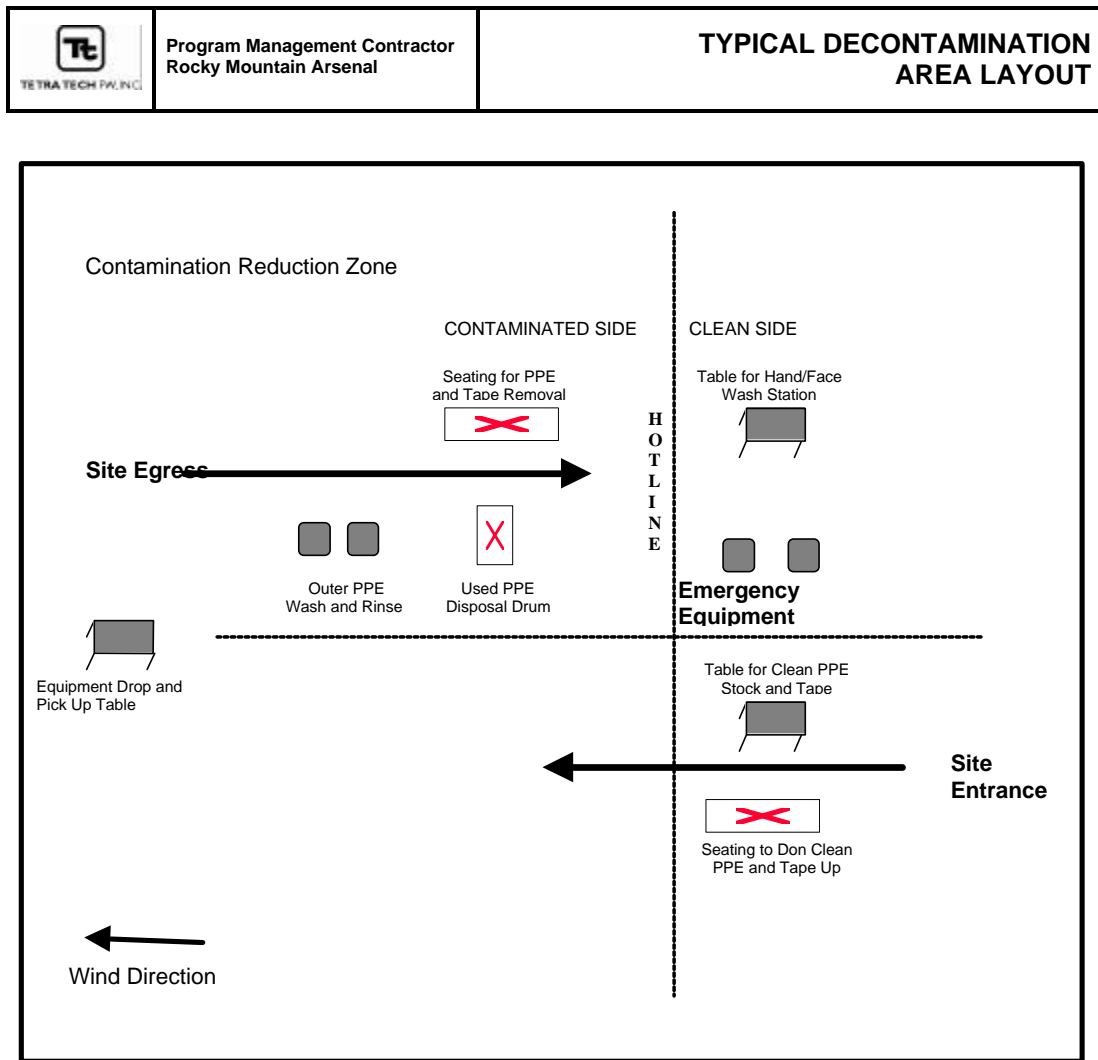 Tt
TETRA TECH FW, INC.
Program Management Contractor
Rocky Mountain Arsenal
TYPICAL DECONTAMINATION
AREA LAYOUT
Contamination Reduction Zone
CONTAMINATED SIDE
CLEAN SIDE
Seating for PPE
and Tape Removal
Table for Hand/Face
Wash Station
HOTLINE
Site Egress
Outer PPE
Wash and Rinse
Used PPE
Disposal Drum
Emergency
Equipment
Equipment Drop and
Pick Up Table
Table for Clean PPE
Stock and Tape
Site
Entrance
Seating to Don Clean
PPE and Tape Up
Wind Direction